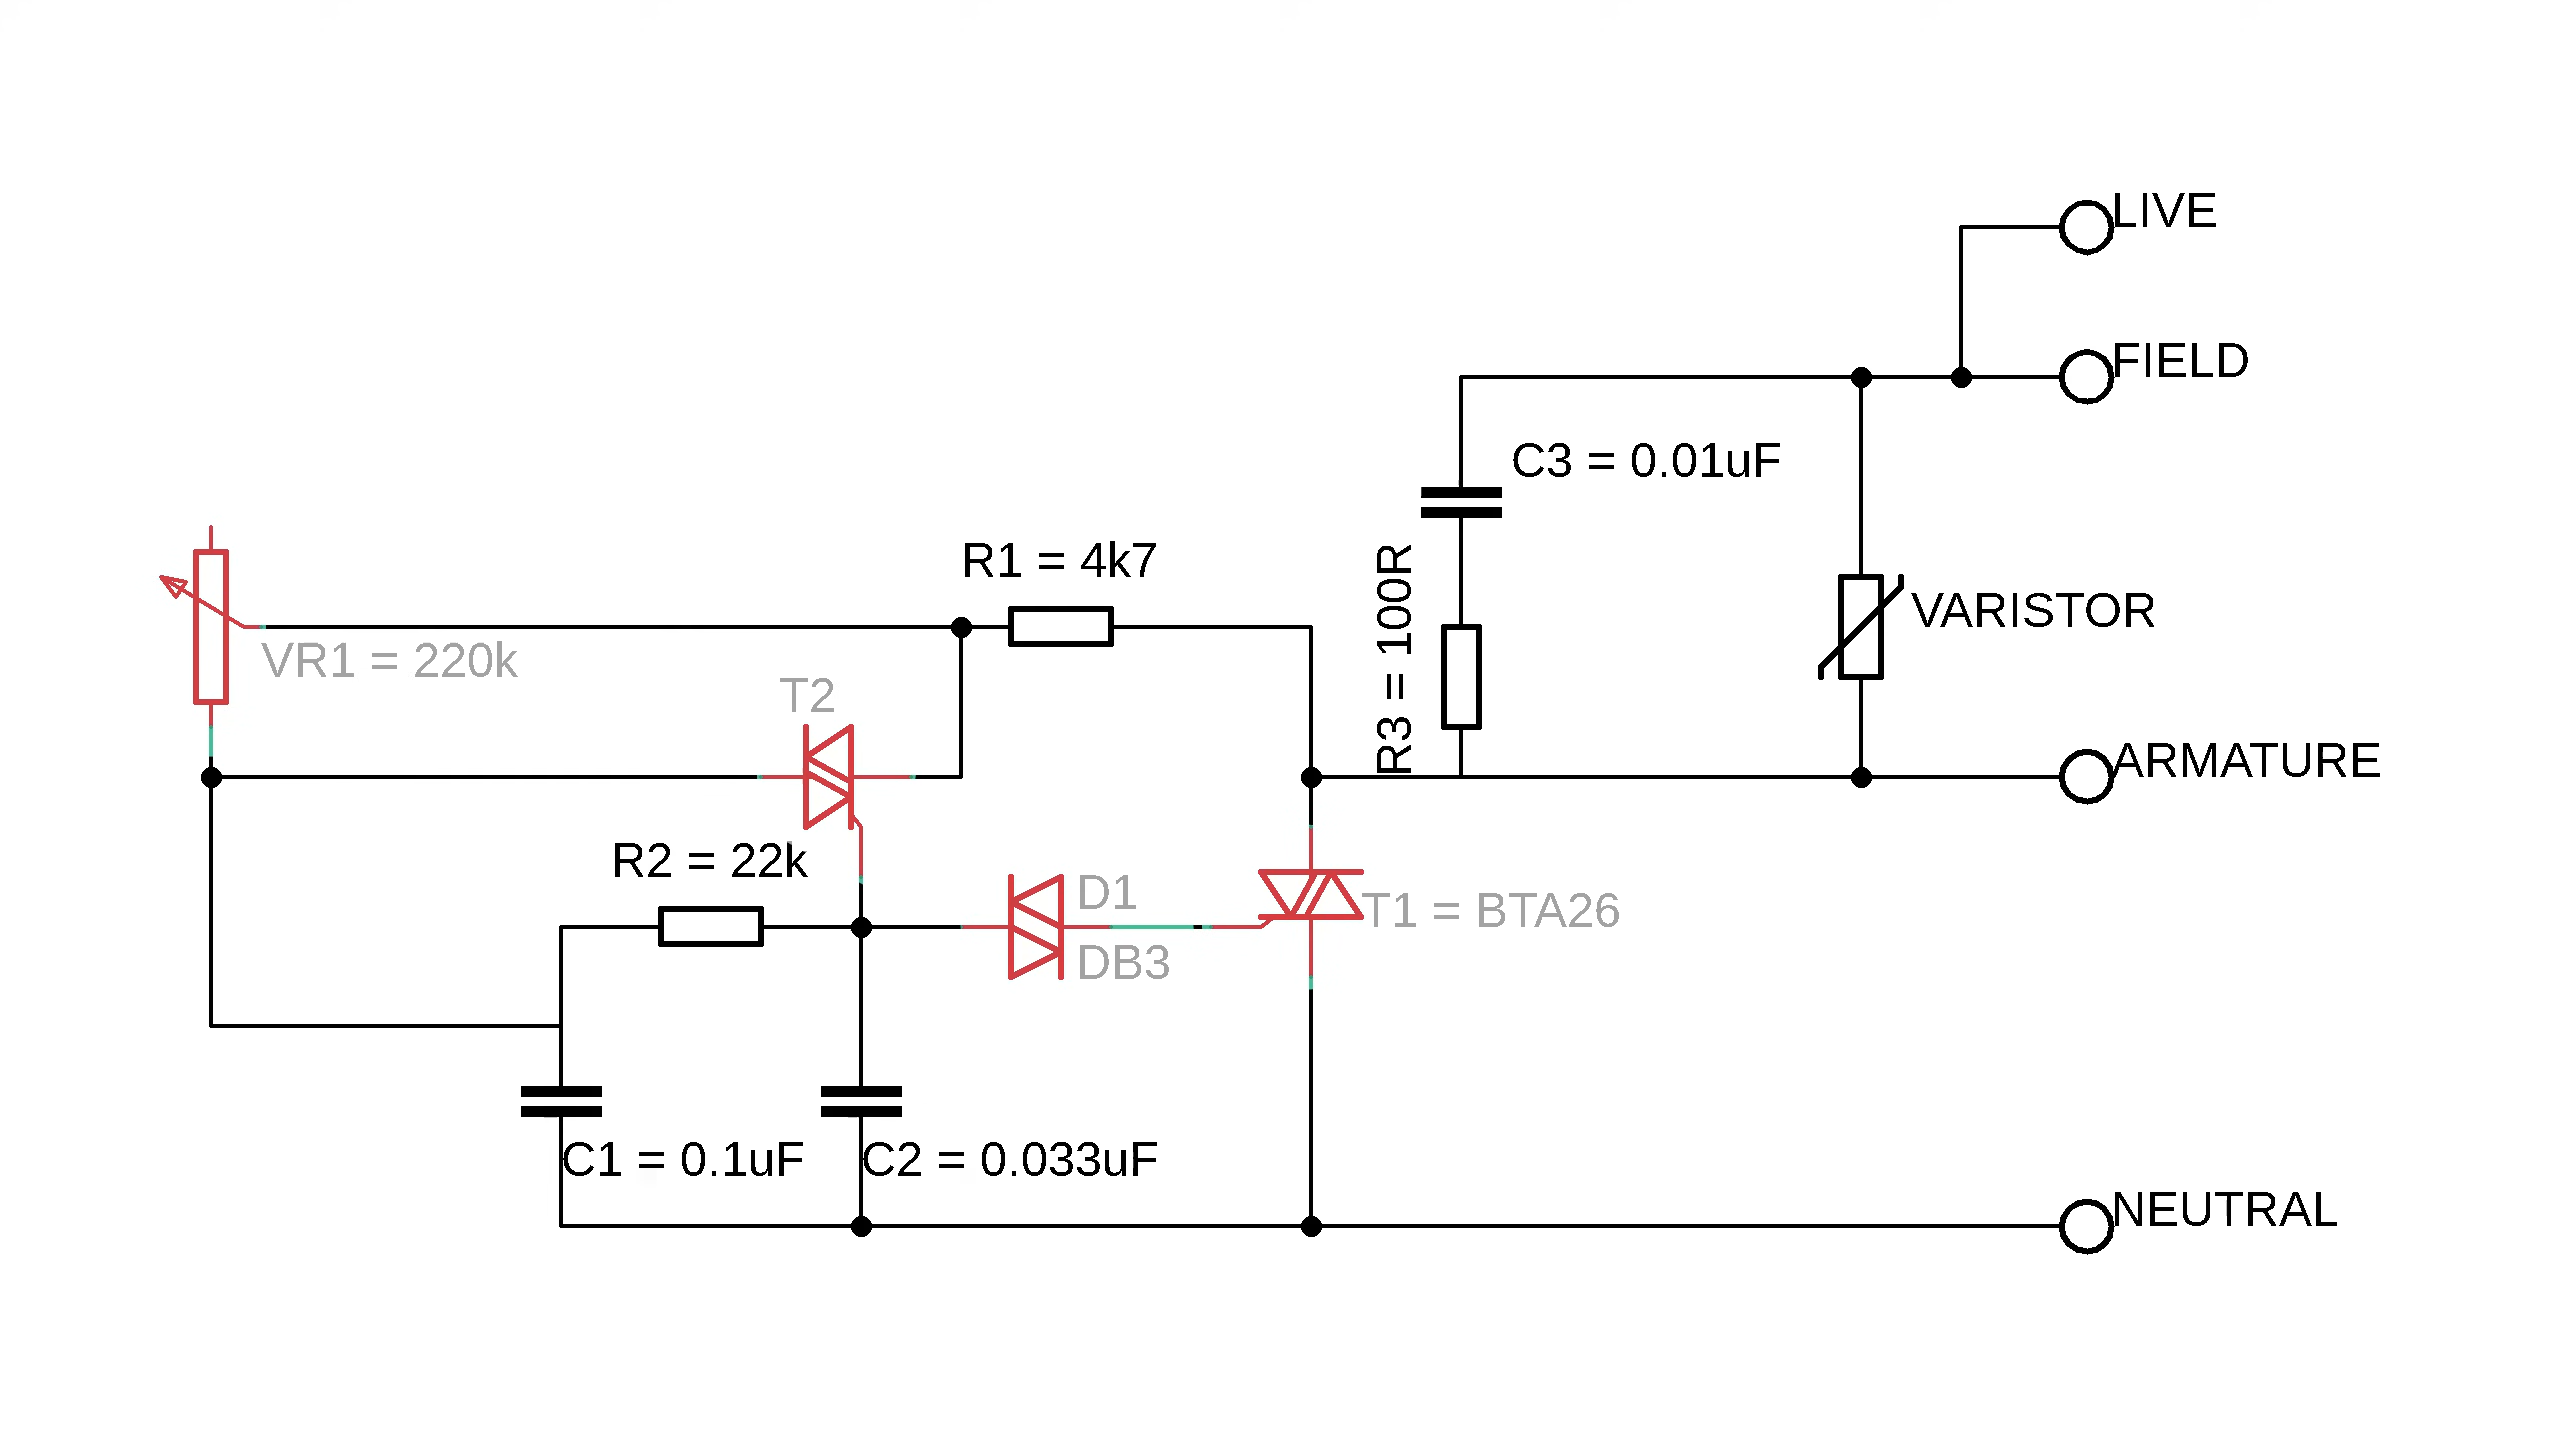 LIVE
FIELD
C3 = 0.01uF
R1 = 4k7
R3 = 100R
VARISTOR
VR1 = 220k
T2
ARMATURE
R2 = 22k
D1
DB3
T1 = BTA26
C1 = 0.1uF
C2 = 0.033uF
NEUTRAL